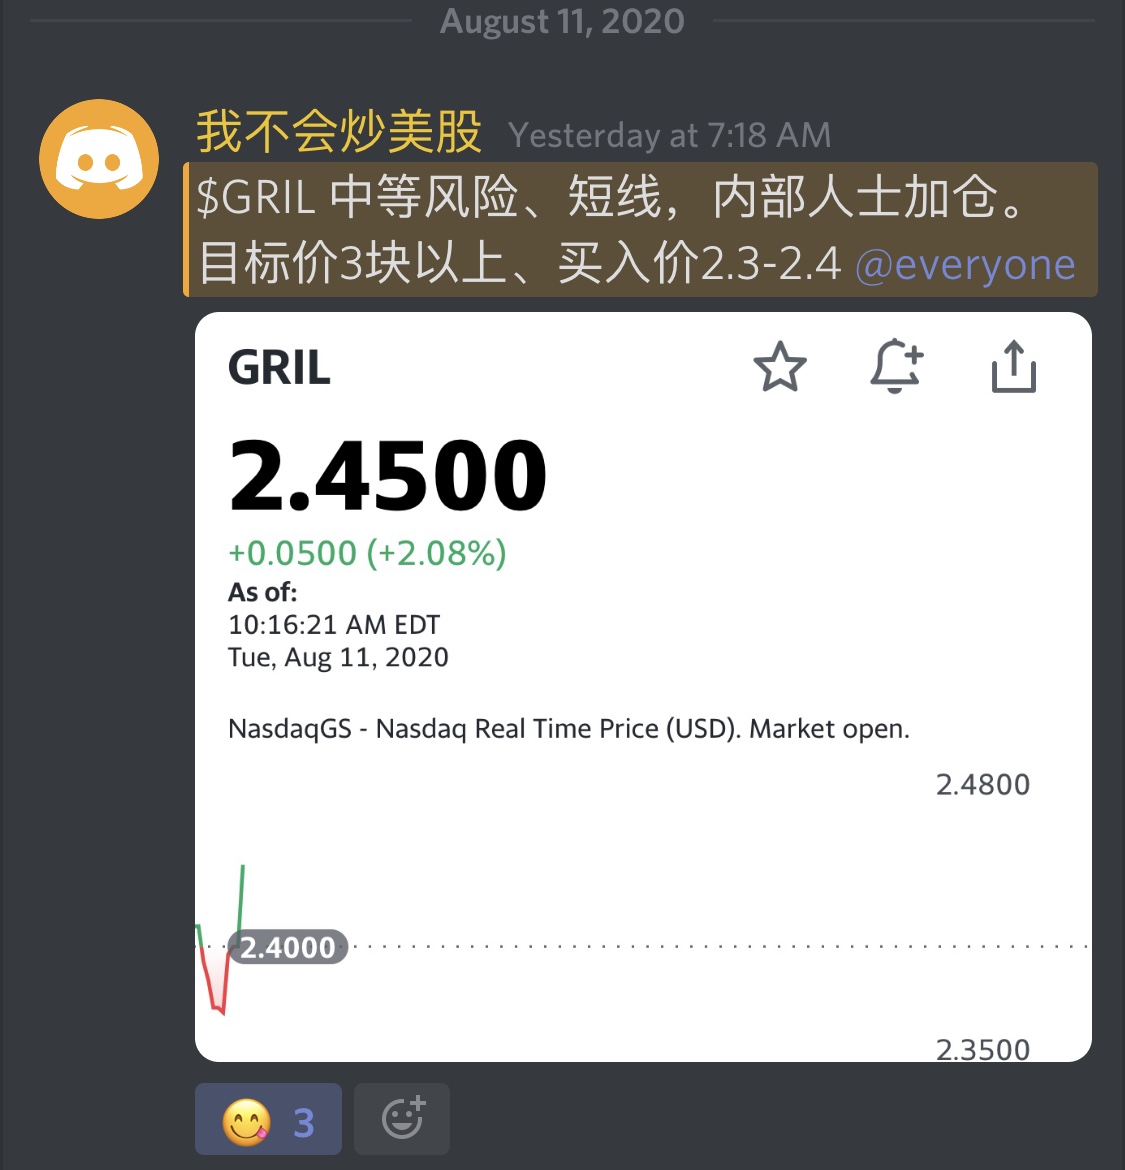 August 11, 2020
我不会炒美股 Yesterday at 7:18 AM
$GRIL 中等风险、短线，内部人士加仓。
目标价3块以上、买入价2.3-2.4 @everyone
GRIL
2.4500
+0.0500 (+2.08%)
As of:
10:16:21 AM EDT
Tue, Aug 11, 2020
NasdaqGS - Nasdaq Real Time Price (USD). Market open.
2.4800
2.4000
2.3500
3